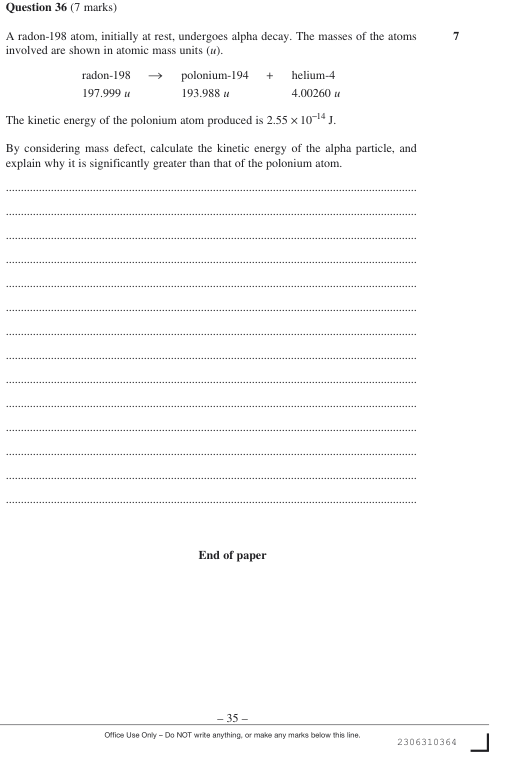 Question 36 (7 marks)
A radon-198 atom, initially at rest, undergoes alpha decay. The masses of the atoms 7
involved are shown in atomic mass units (u).
radon-198 → polonium-194 + helium-4
197.999 u 193.988 u 4.00260 u
The kinetic energy of the polonium atom produced is 2.55 × 10⁻¹⁴ J.
By considering mass defect, calculate the kinetic energy of the alpha particle, and
explain why it is significantly greater than that of the polonium atom.
End of paper
– 35 –
Office Use Only – Do NOT write anything, or make any marks below this line.
2306310364